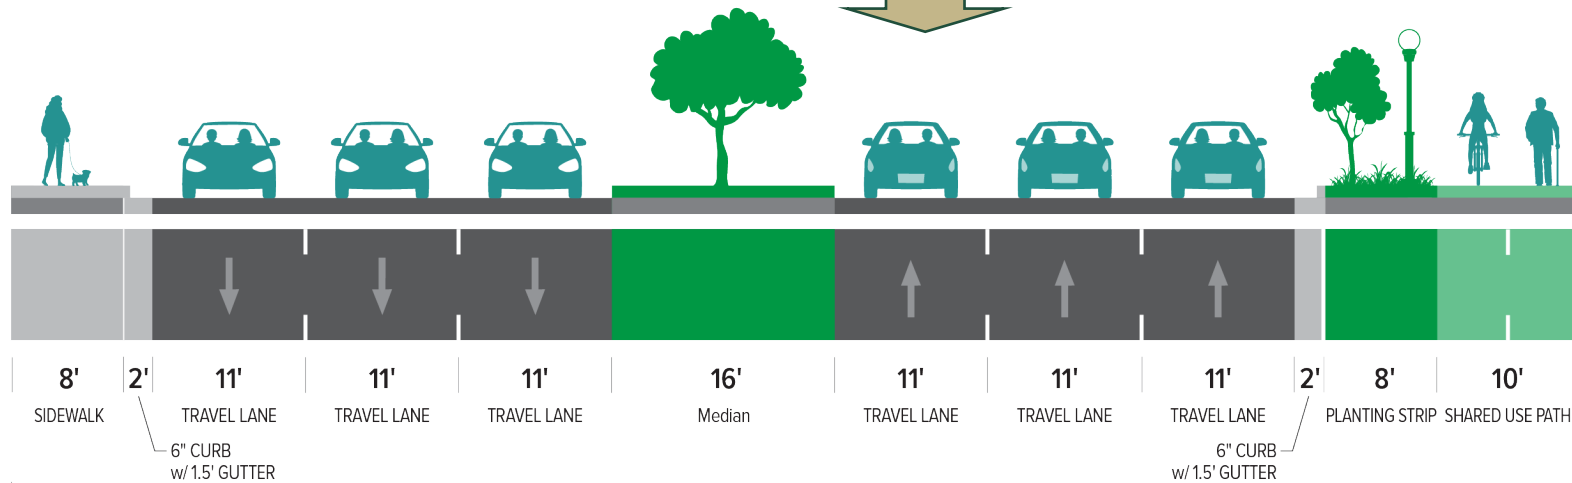 8' 2' 11' 11' 11' 16' 11' 11' 11' 2' 8' 10'
SIDEWALK TRAVEL LANE TRAVEL LANE TRAVEL LANE Median TRAVEL LANE TRAVEL LANE TRAVEL LANE PLANTING STRIP SHARED USE PATH
6" CURB
w/ 1.5' GUTTER
6" CURB
w/ 1.5' GUTTER